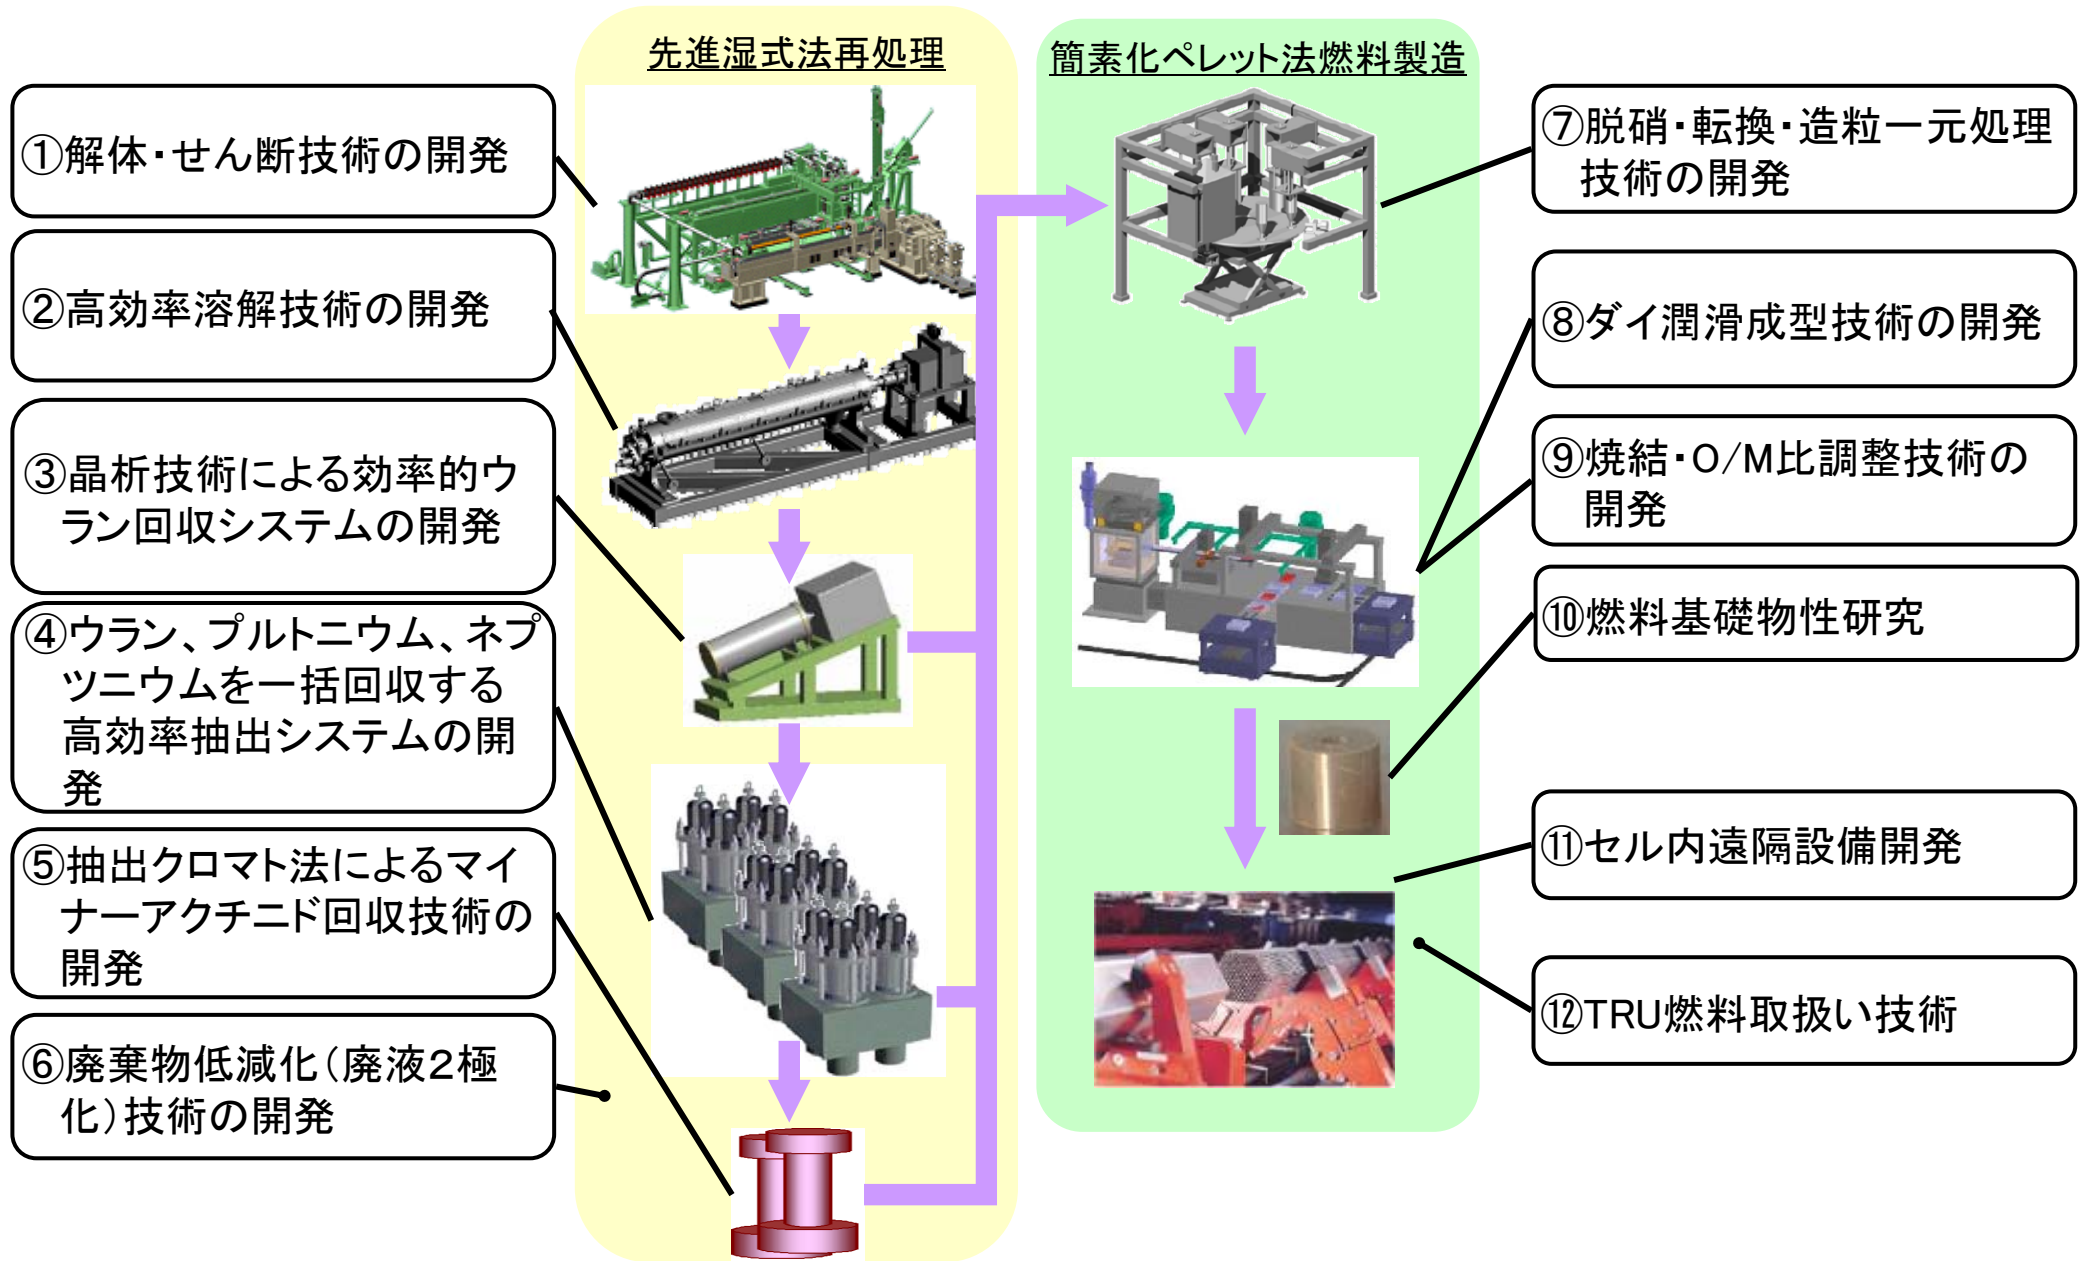 先進湿式法再処理
①解体・せん断技術の開発
②高効率溶解技術の開発
③晶析技術による効率的ウ
ラン回収システムの開発
④ウラン、プルトニウム、ネプ
ツニウムを一括回収する
高効率抽出システムの開
発
⑤抽出クロマト法によるマイ
ナーアクチニド回収技術の
開発
⑥廃棄物低減化（廃液２極
化）技術の開発
簡素化ペレット法燃料製造
⑦脱硝・転換・造粒一元処理
技術の開発
⑧ダイ潤滑成型技術の開発
⑨焼結・O/M比調整技術の
開発
⑩燃料基礎物性研究
⑪セル内遠隔設備開発
⑫TRU燃料取扱い技術